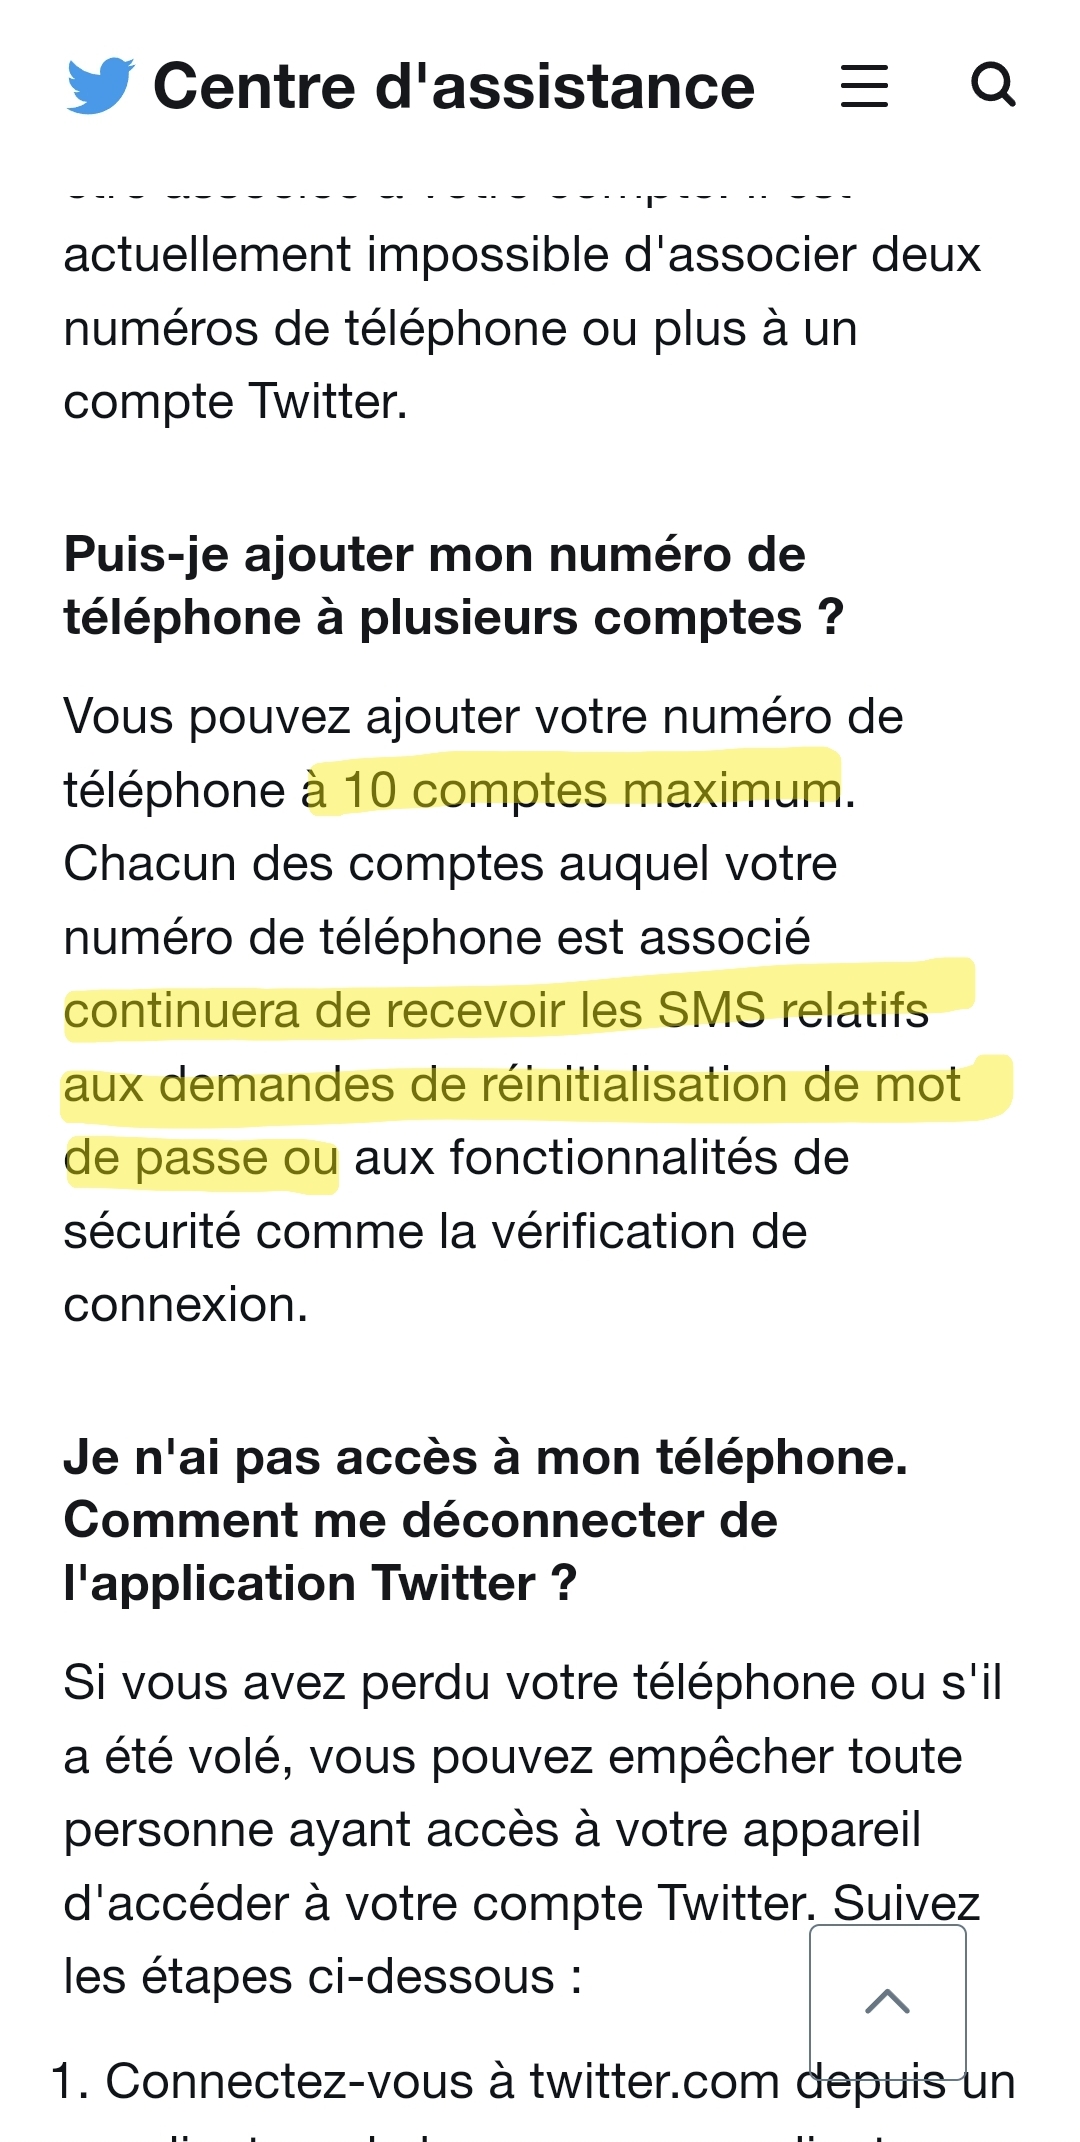 Centre d'assistance
actuellement impossible d'associer deux
numéros de téléphone ou plus à un
compte Twitter.
Puis-je ajouter mon numéro de
téléphone à plusieurs comptes ?
Vous pouvez ajouter votre numéro de
téléphone à 10 comptes maximum.
Chacun des comptes auquel votre
numéro de téléphone est associé
continuera de recevoir les SMS relatifs
aux demandes de réinitialisation de mot
de passe ou aux fonctionnalités de
sécurité comme la vérification de
connexion.
Je n'ai pas accès à mon téléphone.
Comment me déconnecter de
l'application Twitter ?
Si vous avez perdu votre téléphone ou s'il
a été volé, vous pouvez empêcher toute
personne ayant accès à votre appareil
d'accéder à votre compte Twitter. Suivez
les étapes ci-dessous :
1. Connectez-vous à twitter.com depuis un